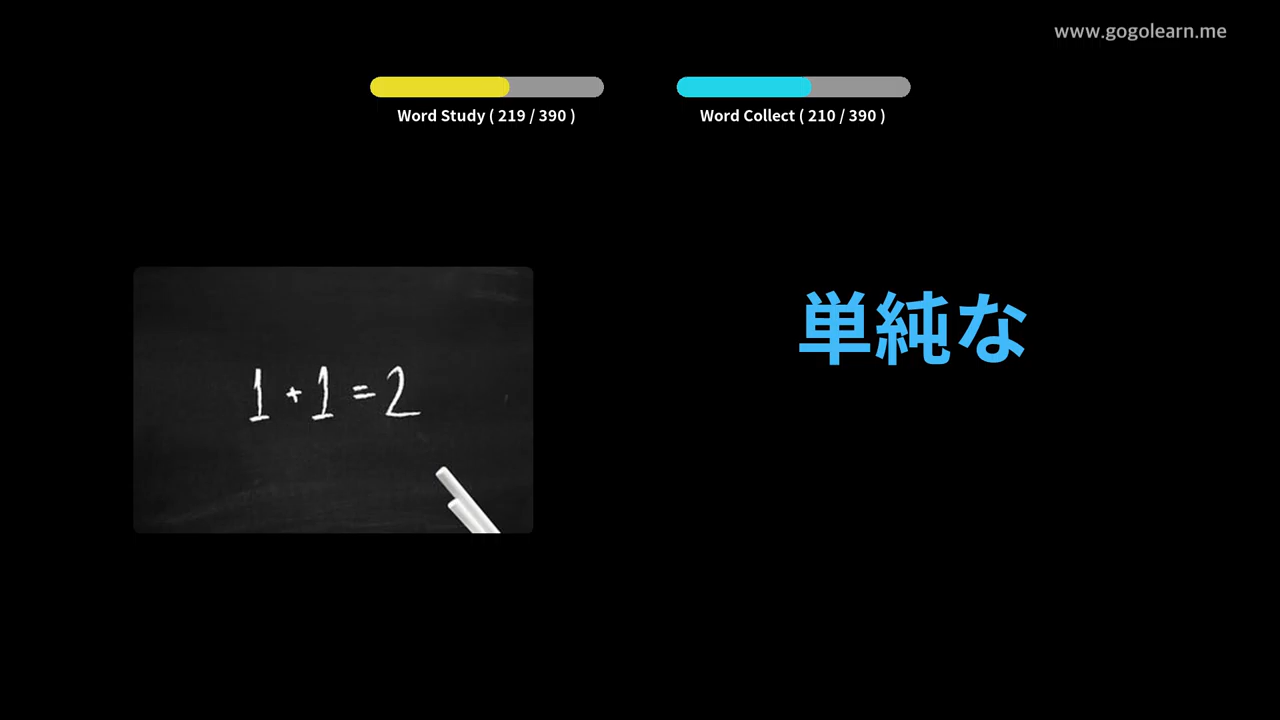 www.gogolearn.me
Word Study ( 219 / 390 )
Word Collect ( 210 / 390 )
単純な
1 + 1 = 2